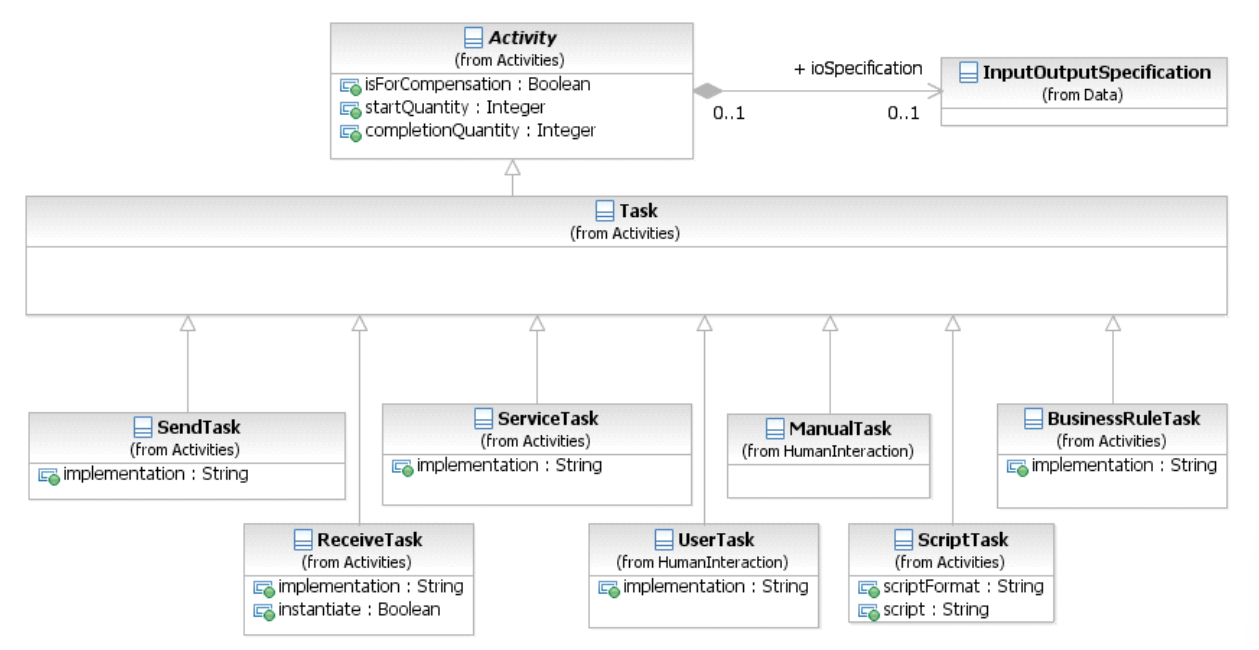 Activity
(from Activities)
isForCompensation : Boolean
startQuantity : Integer
completionQuantity : Integer
+ ioSpecification
0..1
0..1
InputOutputSpecification
(from Data)
Task
(from Activities)
SendTask
(from Activities)
implementation : String
ServiceTask
(from Activities)
implementation : String
ManualTask
(from HumanInteraction)
BusinessRuleTask
(from Activities)
implementation : String
ReceiveTask
(from Activities)
implementation : String
instantiate : Boolean
UserTask
(from HumanInteraction)
implementation : String
ScriptTask
(from Activities)
scriptFormat : String
script : String